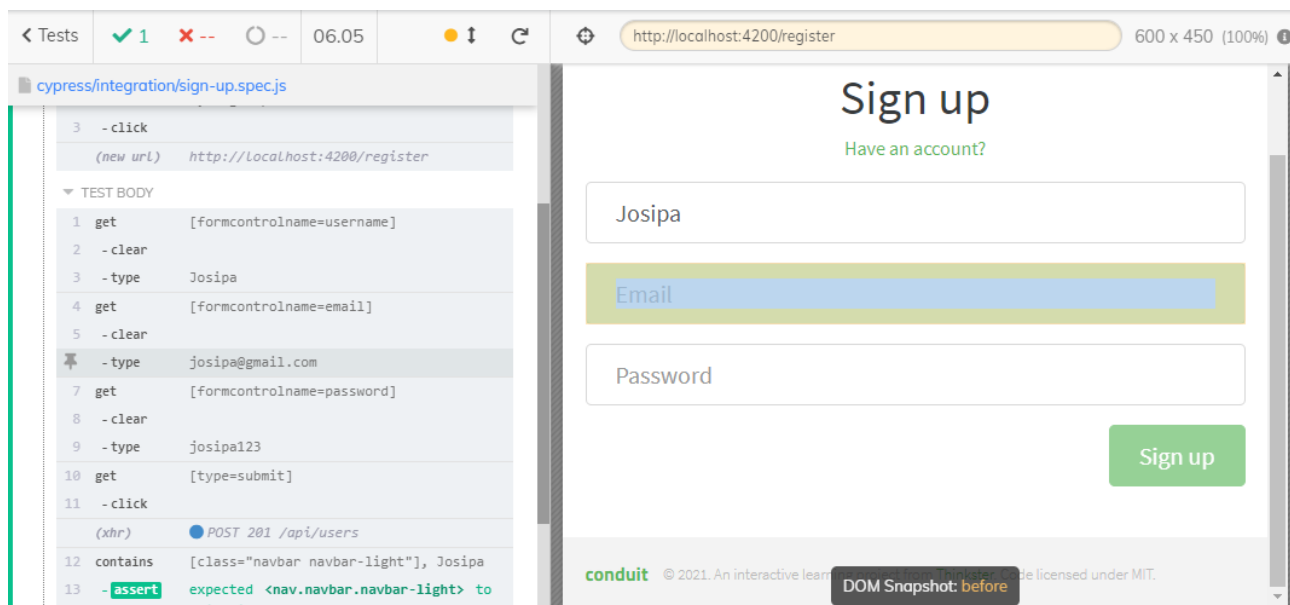 Tests 1 -- -- 06.05
http://localhost:4200/register 600 x 450 (100%)
cypress/integration/sign-up.spec.js
3 - click
(new url) http://localhost:4200/register
TEST BODY
1 get [formcontrolname=username]
2 - clear
3 - type Josipa
4 get [formcontrolname=email]
5 - clear
- type josipa@gmail.com
7 get [formcontrolname=password]
8 - clear
9 - type josipa123
10 get [type=submit]
11 - click
(xhr) POST 201 /api/users
12 contains [class="navbar navbar-light"], Josipa
13 - assert expected <nav.navbar.navbar-light> to
Sign up
Have an account?
Josipa
Email
Password
Sign up
conduit © 2021. An interactive learning project from Thinkster. Code licensed under MIT.
DOM Snapshot: before